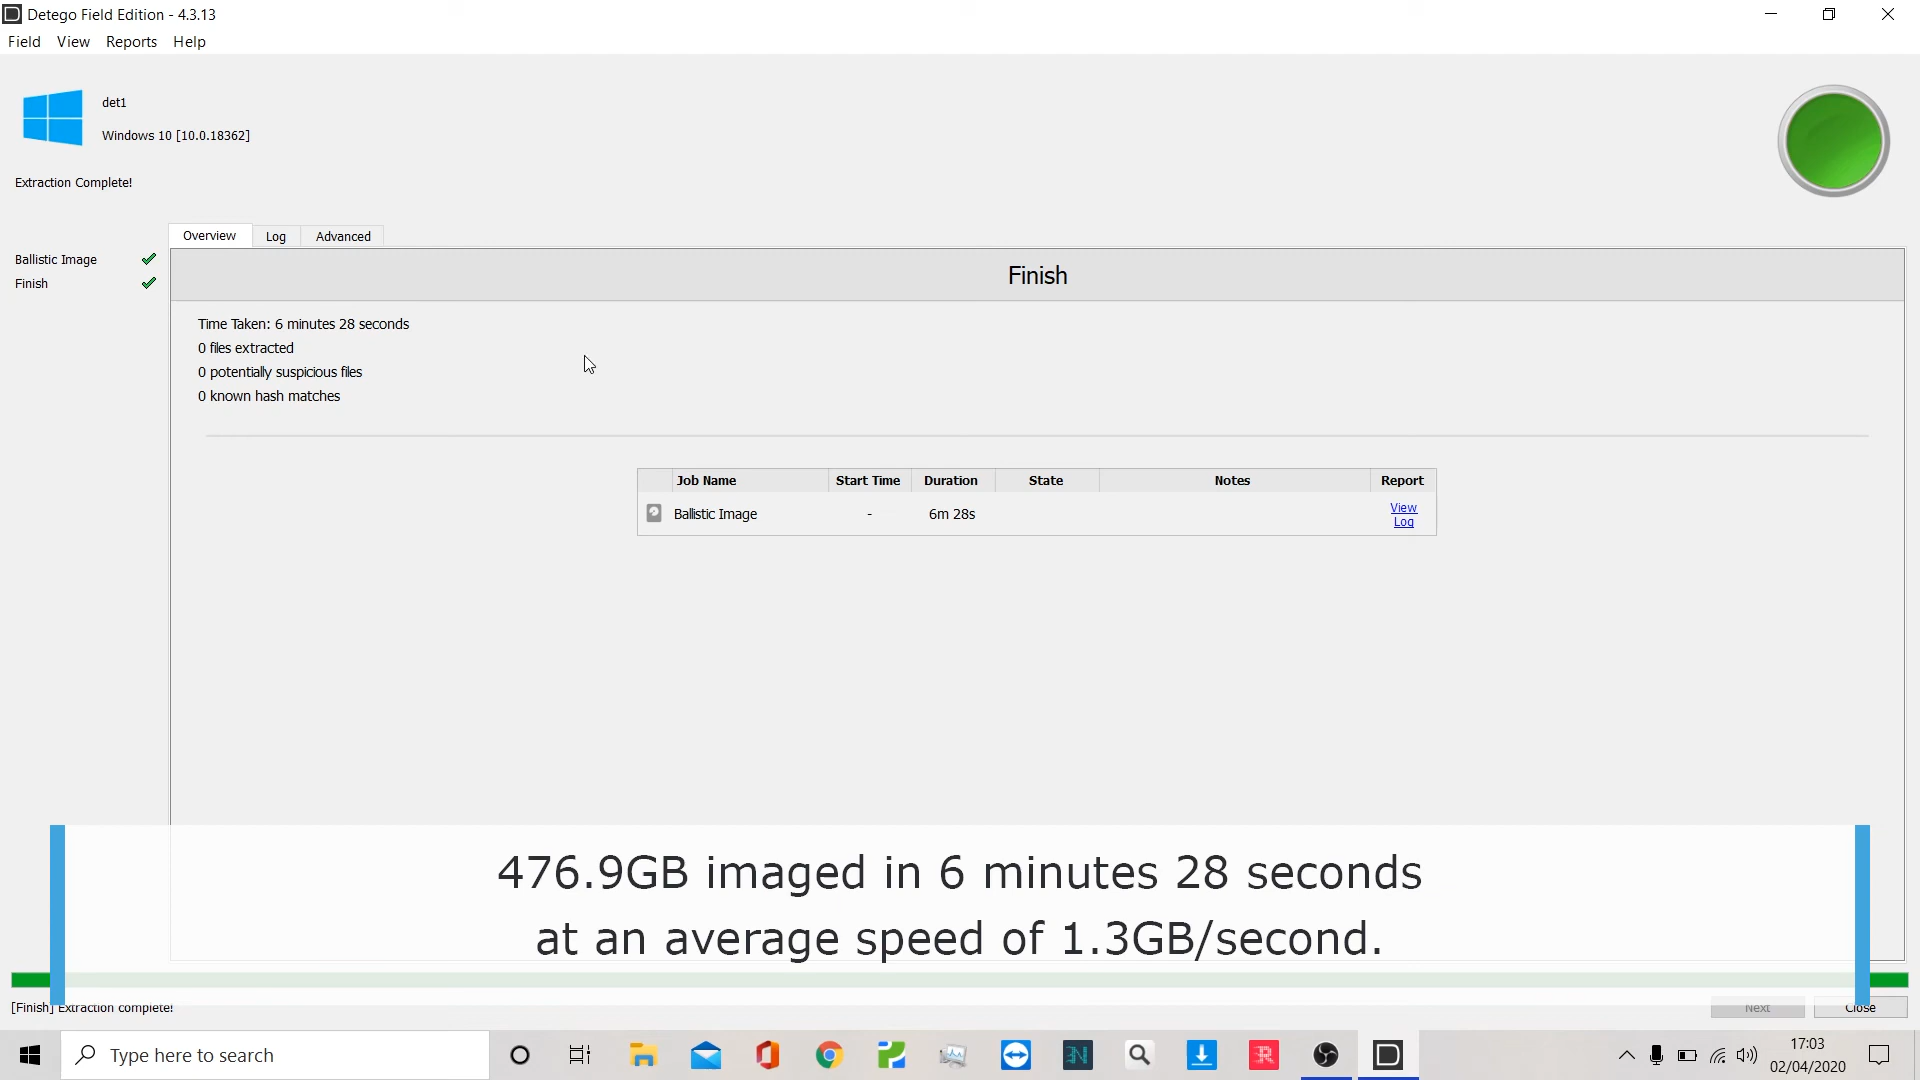 Detego Field Edition - 4.3.13
Field View Reports Help
det1
Windows 10 [10.0.18362]
Extraction Complete!
Overview Log Advanced
Ballistic Image
Finish
Finish
Time Taken: 6 minutes 28 seconds
0 files extracted
0 potentially suspicious files
0 known hash matches
Job Name Start Time Duration State Notes Report
Ballistic Image - 6m 28s View
Log
476.9GB imaged in 6 minutes 28 seconds
at an average speed of 1.3GB/second.
[Finish] Extraction complete!
Next Close
Type here to search
17:03
02/04/2020